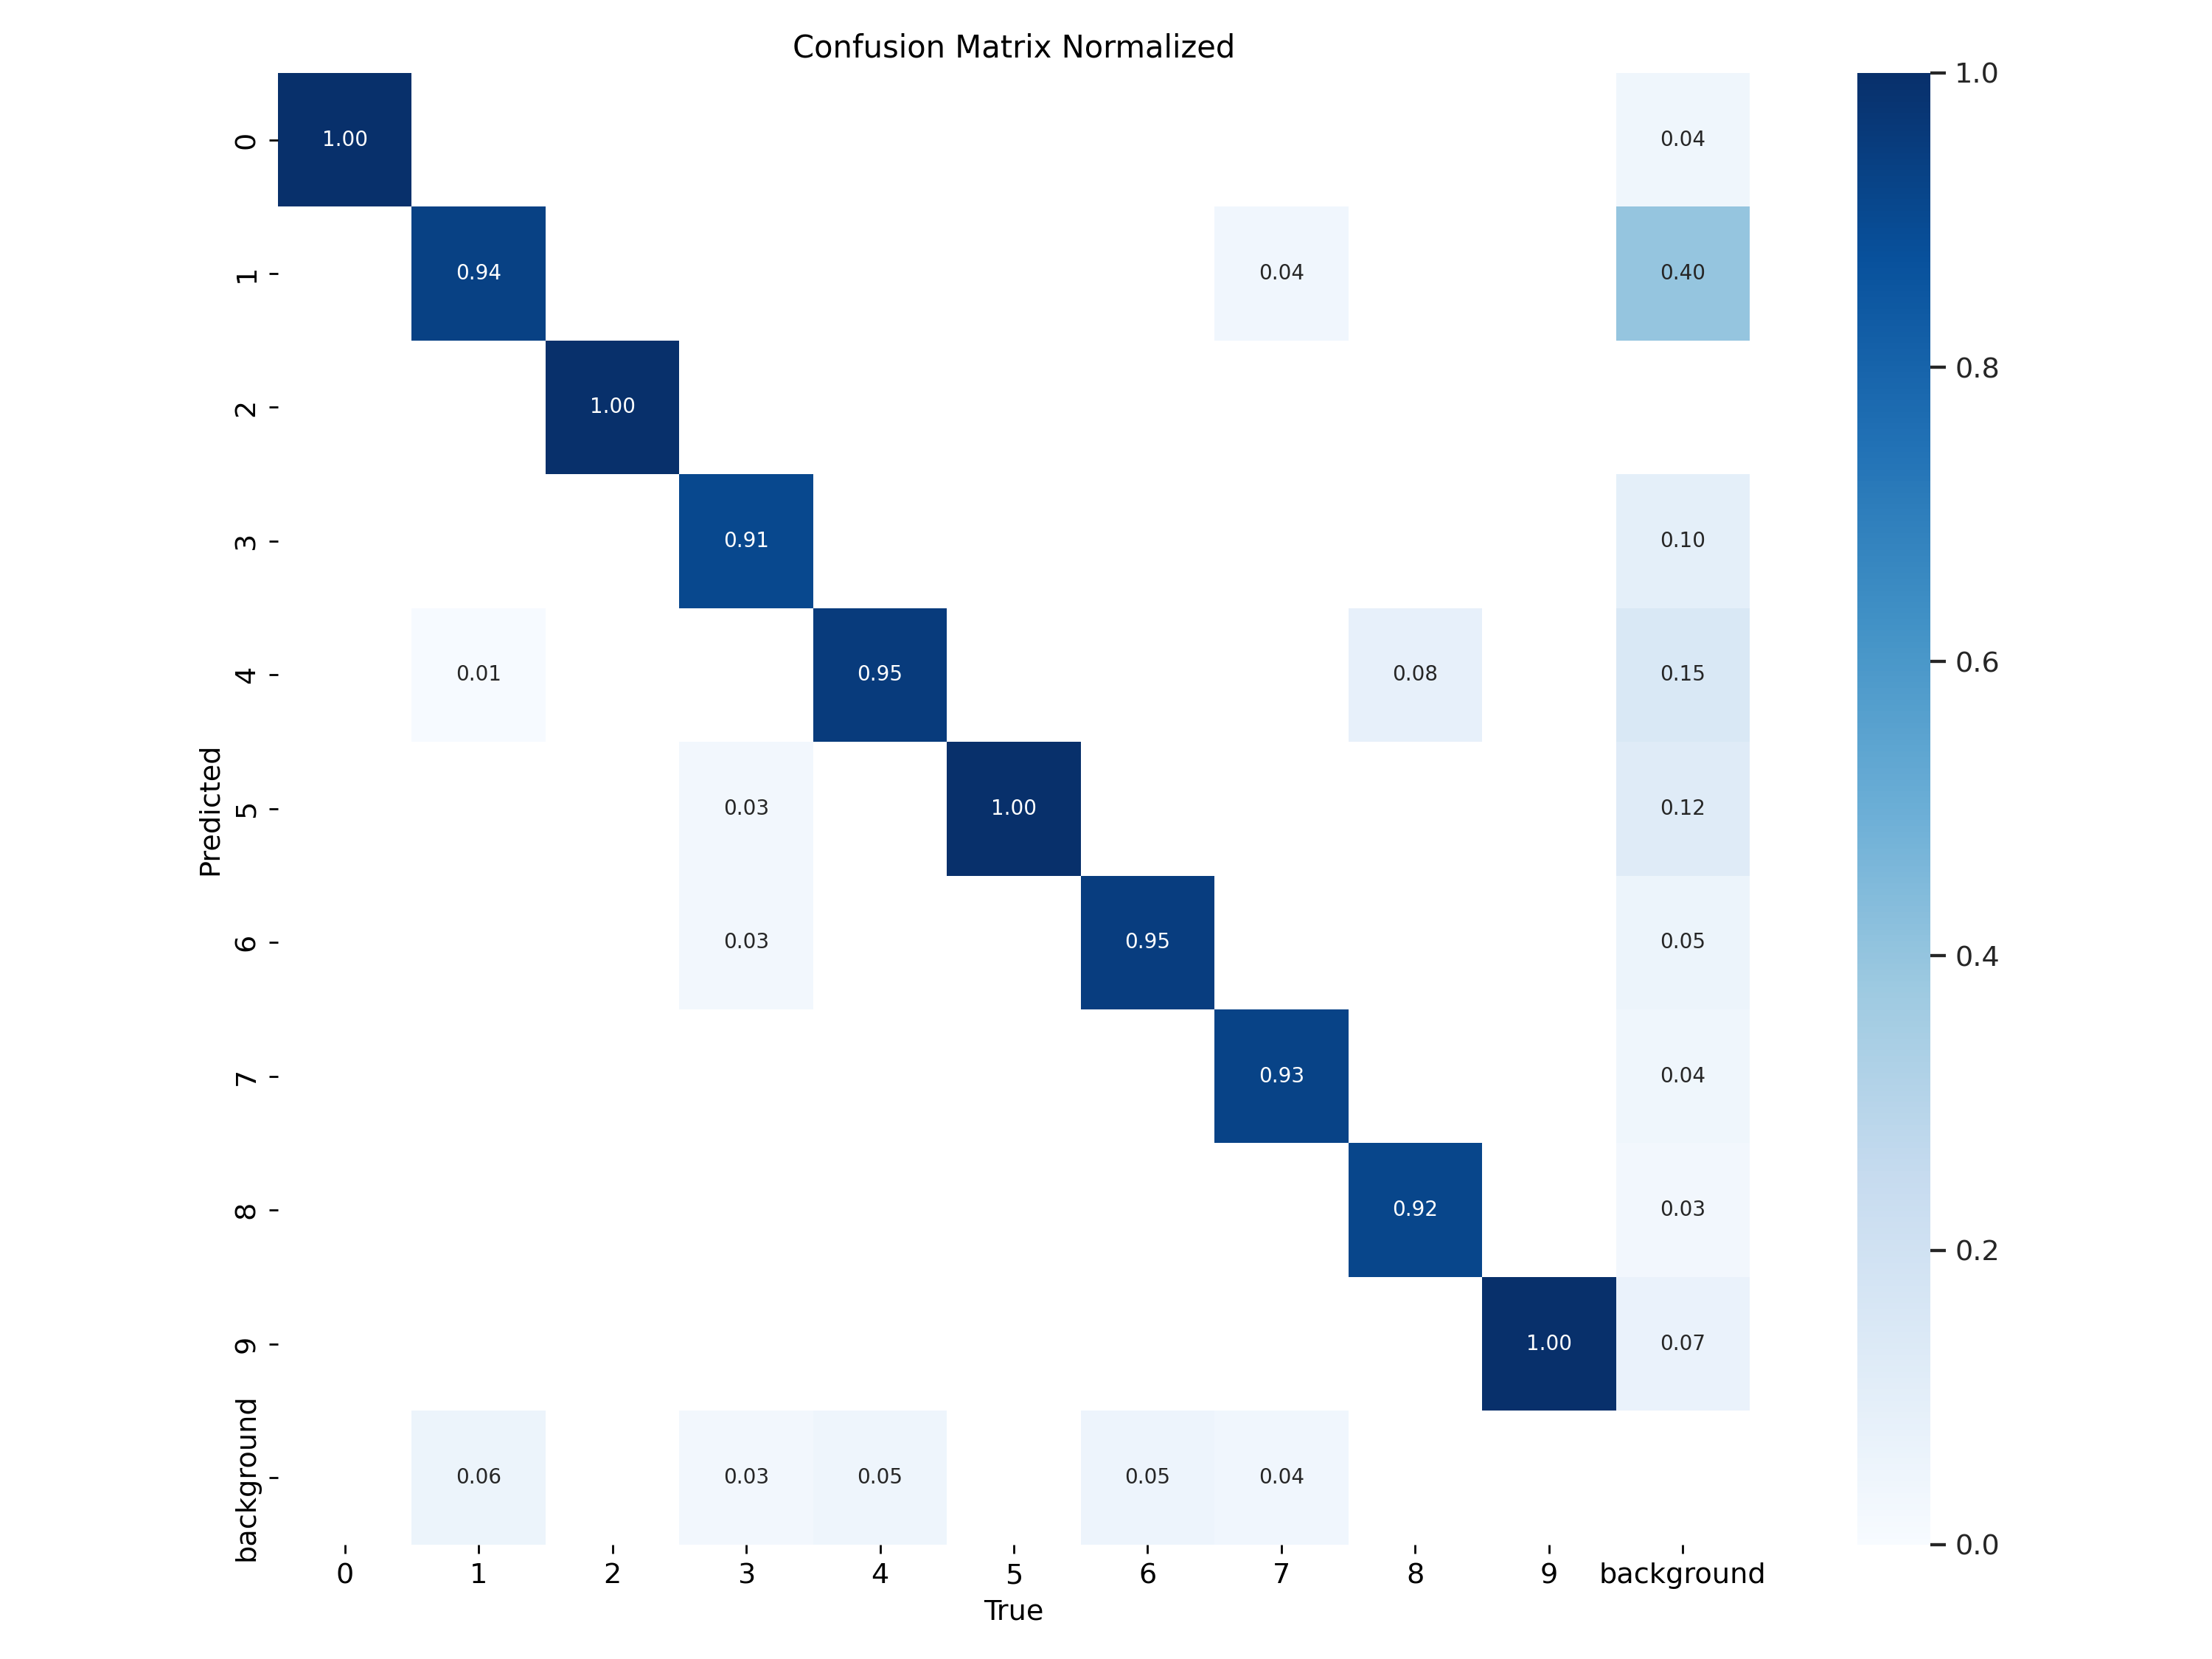 Confusion Matrix Normalized
0 1.00 0.04
1 0.94 0.04 0.40
2 1.00
3 0.91 0.10
4 0.01 0.95 0.08 0.15
5 0.03 1.00 0.12
6 0.03 0.95 0.05
7 0.93 0.04
8 0.92 0.03
9 1.00 0.07
background 0.06 0.03 0.05 0.05 0.04
0 1 2 3 4 5 6 7 8 9 background
True
Predicted
1.0
0.8
0.6
0.4
0.2
0.0